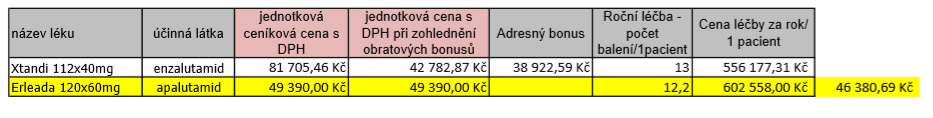 název léku účinná látka jednotková ceníková cena s DPH jednotková cena s DPH při zohlednění obratových bonusů Adresný bonus Roční léčba - počet balení/1pacient Cena léčby za rok/ 1 pacient
Xtandi 112x40mg enzalutamid 81 705,46 Kč 42 782,87 Kč 38 922,59 Kč 13 556 177,31 Kč
Erleada 120x60mg apalutamid 49 390,00 Kč 49 390,00 Kč 12,2 602 558,00 Kč 46 380,69 Kč